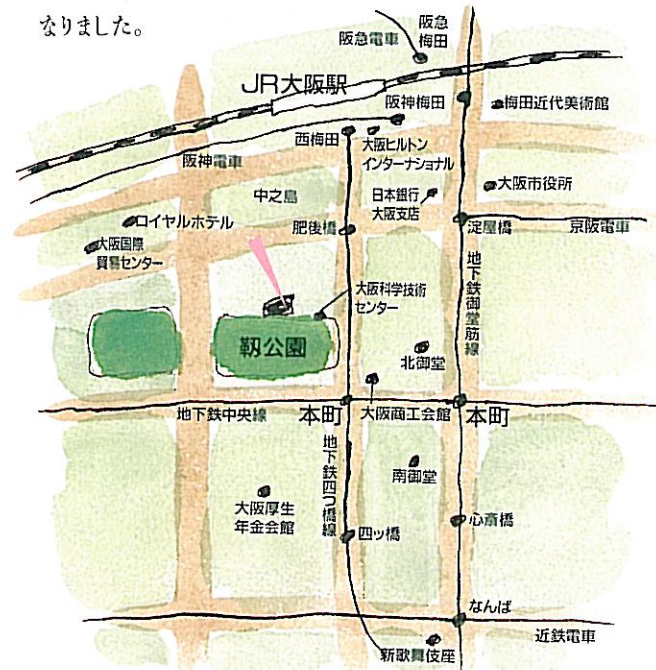 なりました。
阪急
梅田
阪急電車
JR大阪駅
阪神梅田
梅田近代美術館
西梅田
大阪ヒルトン
インターナショナル
阪神電車
中之島
日本銀行
大阪支店
大阪市役所
ロイヤルホテル
肥後橋
淀屋橋
京阪電車
大阪国際
貿易センター
地下鉄御堂筋線
大阪科学技術
センター
靱公園
北御堂
地下鉄中央線
本町
大阪商工会館
本町
地下鉄四つ橋線
南御堂
大阪厚生
年金会館
四ッ橋
心斎橋
なんば
近鉄電車
新歌舞伎座